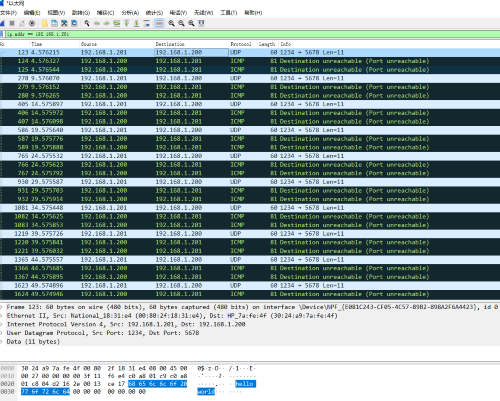 *以太网
文件(F) 编辑(E) 视图(V) 跳转(G) 捕获(C) 分析(A) 统计(S) 电话(Y) 无线(W) 工具(T) 帮助(H)
ip.addr == 192.168.1.201
No. Time Source Destination Protocol Length Info
123 4.576215 192.168.1.201 192.168.1.200 UDP 60 1234 → 5678 Len=11
124 4.576327 192.168.1.200 192.168.1.201 ICMP 81 Destination unreachable (Port unreachable)
125 4.576544 192.168.1.200 192.168.1.201 ICMP 81 Destination unreachable (Port unreachable)
278 9.576070 192.168.1.201 192.168.1.200 UDP 60 1234 → 5678 Len=11
279 9.576152 192.168.1.200 192.168.1.201 ICMP 81 Destination unreachable (Port unreachable)
280 9.576265 192.168.1.200 192.168.1.201 ICMP 81 Destination unreachable (Port unreachable)
405 14.575897 192.168.1.201 192.168.1.200 UDP 60 1234 → 5678 Len=11
406 14.575972 192.168.1.200 192.168.1.201 ICMP 81 Destination unreachable (Port unreachable)
407 14.576098 192.168.1.200 192.168.1.201 ICMP 81 Destination unreachable (Port unreachable)
586 19.575640 192.168.1.201 192.168.1.200 UDP 60 1234 → 5678 Len=11
587 19.575776 192.168.1.200 192.168.1.201 ICMP 81 Destination unreachable (Port unreachable)
589 19.575888 192.168.1.200 192.168.1.201 ICMP 81 Destination unreachable (Port unreachable)
765 24.575532 192.168.1.201 192.168.1.200 UDP 60 1234 → 5678 Len=11
766 24.575623 192.168.1.200 192.168.1.201 ICMP 81 Destination unreachable (Port unreachable)
767 24.575792 192.168.1.200 192.168.1.201 ICMP 81 Destination unreachable (Port unreachable)
930 29.575587 192.168.1.201 192.168.1.200 UDP 60 1234 → 5678 Len=11
931 29.575703 192.168.1.200 192.168.1.201 ICMP 81 Destination unreachable (Port unreachable)
932 29.575914 192.168.1.200 192.168.1.201 ICMP 81 Destination unreachable (Port unreachable)
1081 34.575448 192.168.1.201 192.168.1.200 UDP 60 1234 → 5678 Len=11
1082 34.575625 192.168.1.200 192.168.1.201 ICMP 81 Destination unreachable (Port unreachable)
1083 34.575853 192.168.1.200 192.168.1.201 ICMP 81 Destination unreachable (Port unreachable)
1219 39.575726 192.168.1.201 192.168.1.200 UDP 60 1234 → 5678 Len=11
1220 39.575841 192.168.1.200 192.168.1.201 ICMP 81 Destination unreachable (Port unreachable)
1221 39.576032 192.168.1.200 192.168.1.201 ICMP 81 Destination unreachable (Port unreachable)
1365 44.575557 192.168.1.201 192.168.1.200 UDP 60 1234 → 5678 Len=11
1366 44.575685 192.168.1.200 192.168.1.201 ICMP 81 Destination unreachable (Port unreachable)
1367 44.575895 192.168.1.200 192.168.1.201 ICMP 81 Destination unreachable (Port unreachable)
1623 49.574896 192.168.1.201 192.168.1.200 UDP 60 1234 → 5678 Len=11
1624 49.574946 192.168.1.200 192.168.1.201 ICMP 81 Destination unreachable (Port unreachable)
Frame 123: 60 bytes on wire (480 bits), 60 bytes captured (480 bits) on interface \Device\NPF_{E081C243-CF05-4C57-89B2-898A2F6A4423}, id 0
Ethernet II, Src: National_18:31:e4 (00:80:2f:18:31:e4), Dst: HP_7a:fe:4f (30:24:a9:7a:fe:4f)
Internet Protocol Version 4, Src: 192.168.1.201, Dst: 192.168.1.200
User Datagram Protocol, Src Port: 1234, Dst Port: 5678
Data (11 bytes)
0000 30 24 a9 7a fe 4f 00 80 2f 18 31 e4 08 00 45 00 0$·z·O·· /·1···E·
0010 00 27 00 00 00 00 3f 11 f6 e4 c0 a8 01 c9 c0 a8 ·'····?· ········
0020 01 c8 04 d2 16 2e 00 13 ce 17 68 65 6c 6c 6f 20 ·····.·· ··hello
0030 77 6f 72 6c 64 00 00 00 00 00 00 00 world··· ····